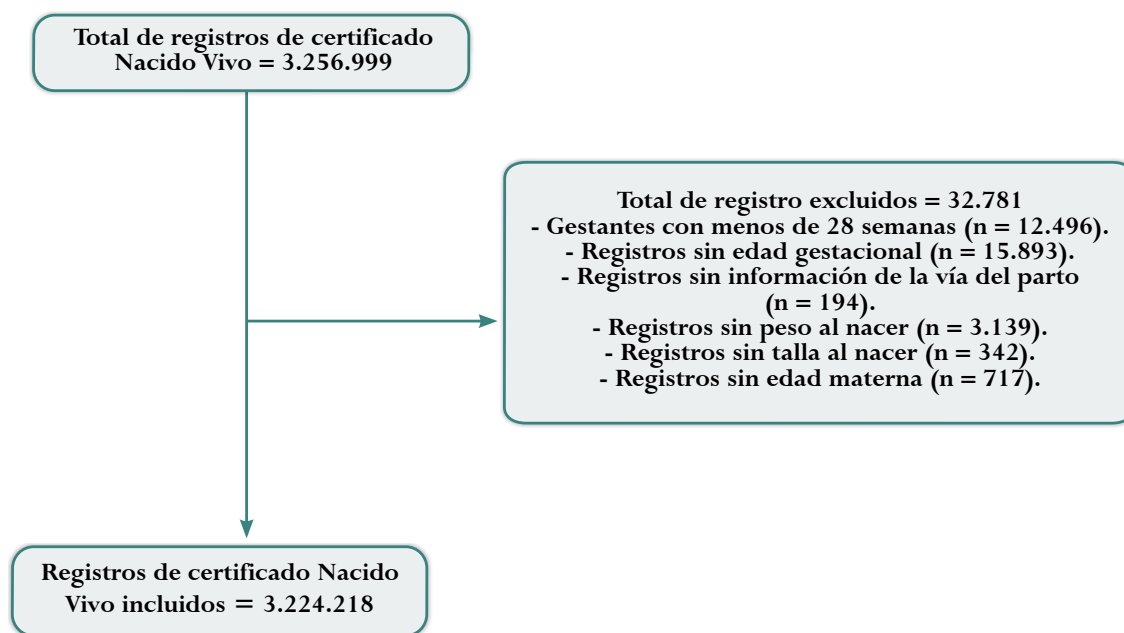 Total de registros de certificado
Nacido Vivo = 3.256.999
Total de registro excluidos = 32.781
- Gestantes con menos de 28 semanas (n = 12.496).
- Registros sin edad gestacional (n = 15.893).
- Registros sin información de la vía del parto
(n = 194).
- Registros sin peso al nacer (n = 3.139).
- Registros sin talla al nacer (n = 342).
- Registros sin edad materna (n = 717).
Registros de certificado Nacido
Vivo incluidos = 3.224.218